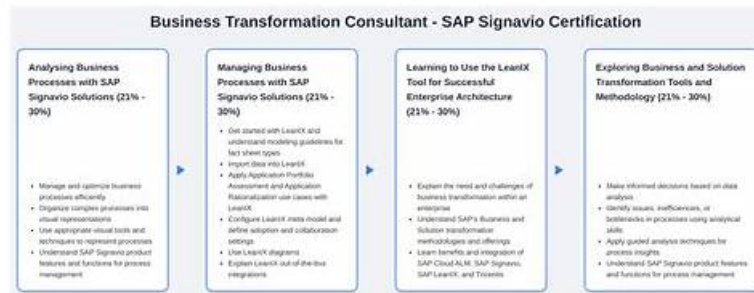 Business Transformation Consultant - SAP Signavio Certification
Analysing Business
Processes with SAP
Signavio Solutions (21% -
30%)
Manage and optimize business
processes efficiently
Organize complex processes into
visual representations
Use appropriate visual tools and
techniques to represent processes
Understand SAP Signavio product
features and functions for process
management
Managing Business
Processes with SAP
Signavio Solutions (21% -
30%)
Get started with LeanIX and
understand modeling guidelines for
fact sheet types
Import data into LeanIX
Apply Application Portfolio
Assessment and Application
Rationalization use cases with
LeanIX
Configure LeanIX meta model and
define adoption and collaboration
settings
Use LeanIX diagrams
Explain LeanIX out-of-the-box
integrations
Learning to Use the LeanIX
Tool for Successful
Enterprise Architecture
(21% - 30%)
Explain the need and challenges of
business transformation within an
enterprise
Understand SAP's Business and
Solution transformation
methodologies and offerings
Learn benefits and integration of
SAP Cloud ALM, SAP Signavio,
SAP LeanIX, and Tricentis
Exploring Business and Solution
Transformation Tools and
Methodology (21% - 30%)
Make informed decisions based on data
analysis
Identify issues, inefficiencies, or
bottlenecks in processes using analytical
skills
Apply guided analysis techniques for
process insights
Understand SAP Signavio product features
and functions for process management